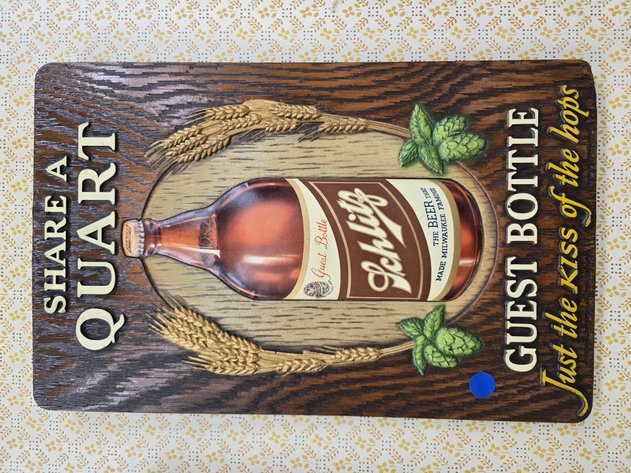 SHARE A
QUART
Guest Bottle
Schlitz
THE BEER THAT
MADE MILWAUKEE FAMOUS
GUEST BOTTLE
Just the KISS of the hops